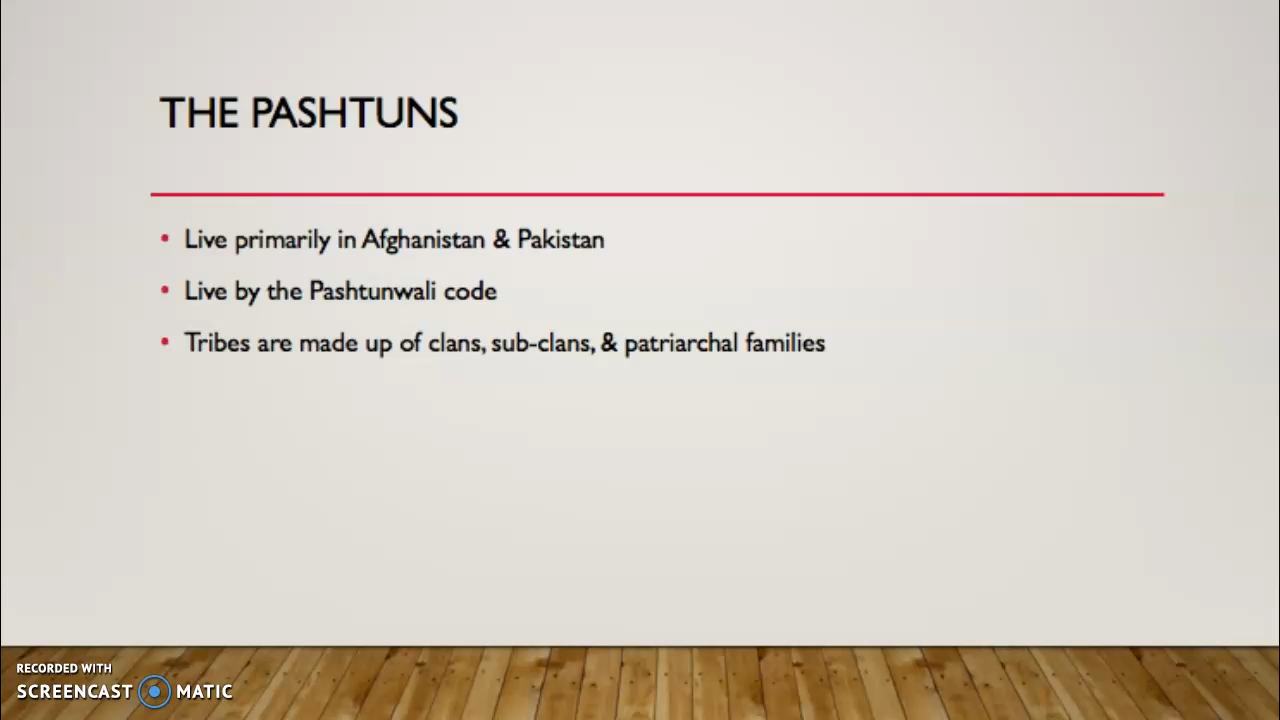 THE PASHTUNS
• Live primarily in Afghanistan & Pakistan
• Live by the Pashtunwali code
• Tribes are made up of clans, sub-clans, & patriarchal families
RECORDED WITH
SCREENCAST MATIC